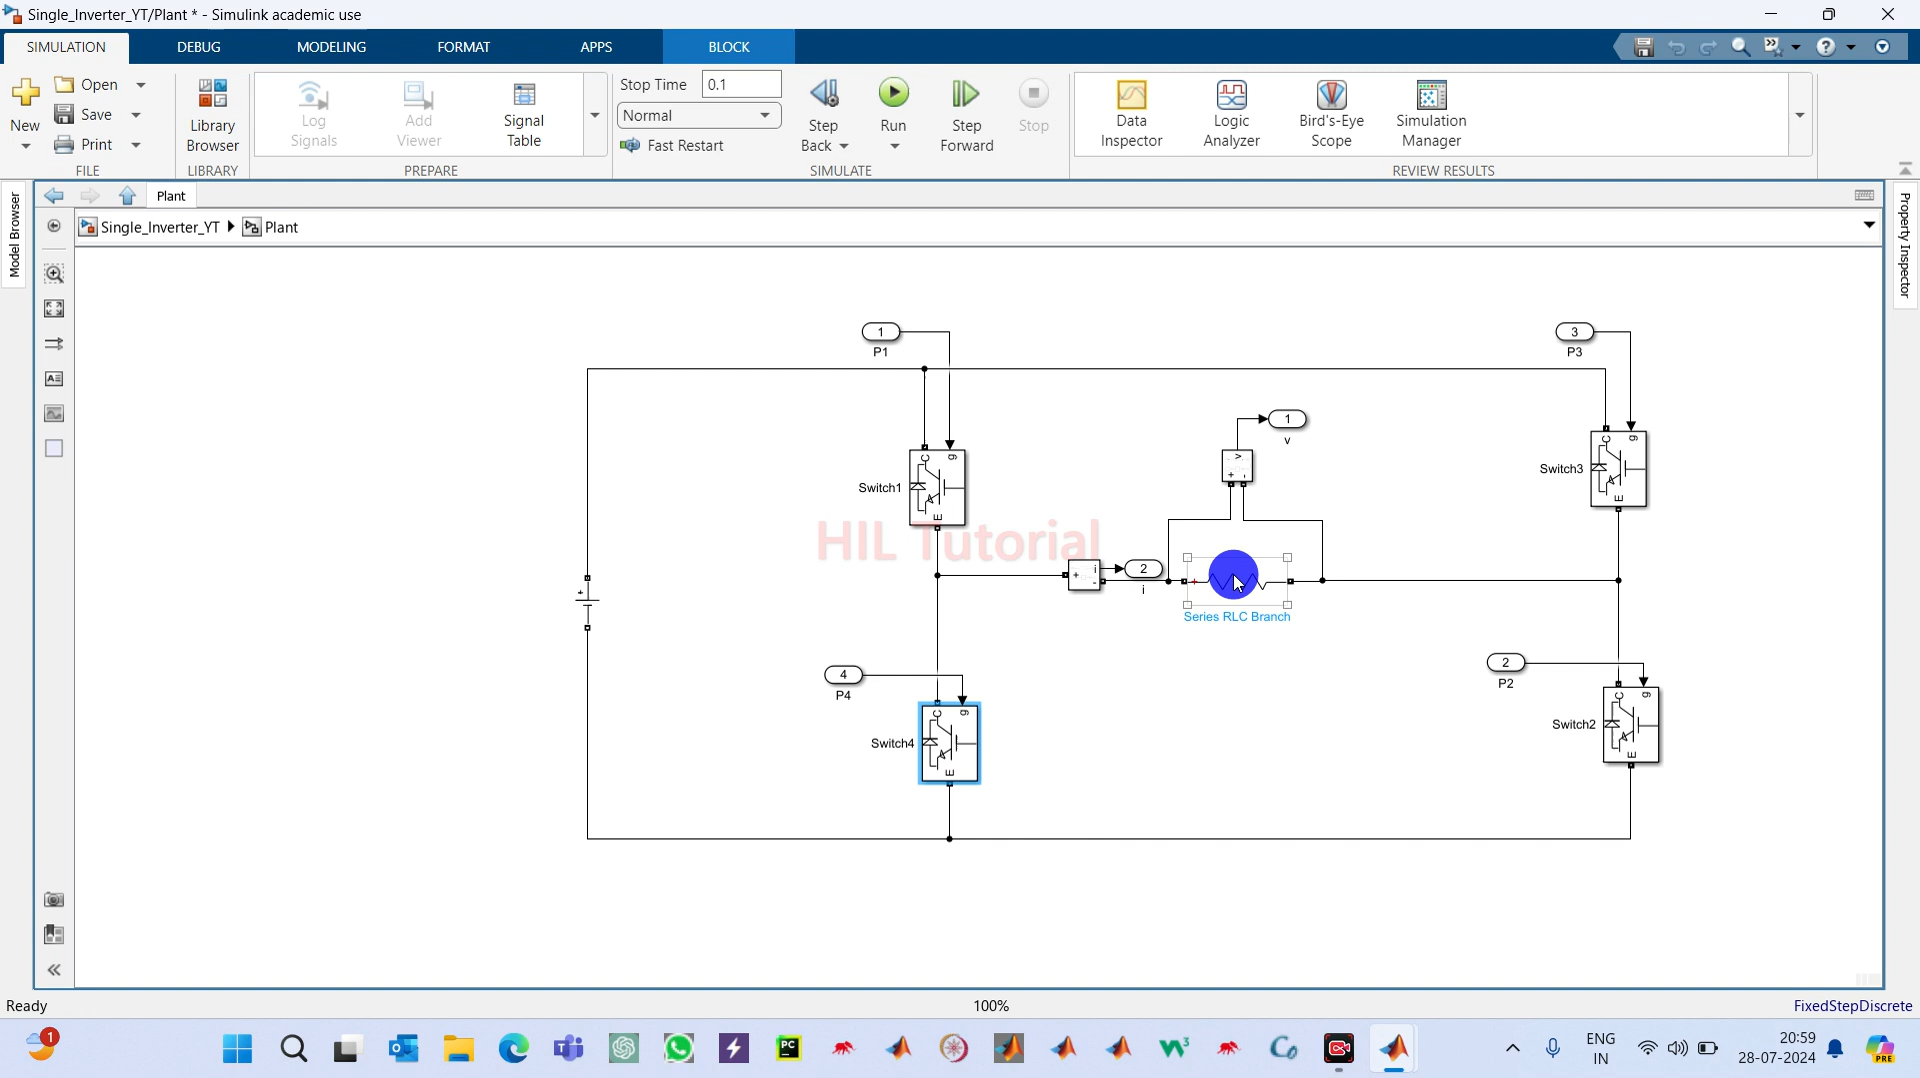 Single_Inverter_YT/Plant * - Simulink academic use
SIMULATION DEBUG MODELING FORMAT APPS BLOCK
New
Open
Save
Print
FILE
Library Browser
LIBRARY
Log Signals
Add Viewer
Signal Table
PREPARE
Stop Time 0.1
Normal
Fast Restart
Step Back
Run
Step Forward
Stop
SIMULATE
Data Inspector
Logic Analyzer
Bird's-Eye Scope
Simulation Manager
REVIEW RESULTS
Model Browser
Property Inspector
Plant
Single_Inverter_YT Plant
1
P1
3
P3
1
v
C g
Switch1
E
v
+ -
C g
Switch3
E
HIL Tutorial
+ i -
2
i
+
Series RLC Branch
+
4
P4
2
P2
C g
Switch4
E
C g
Switch2
E
Ready
100%
FixedStepDiscrete
1
PC
ENG
IN
20:59
28-07-2024
PRE